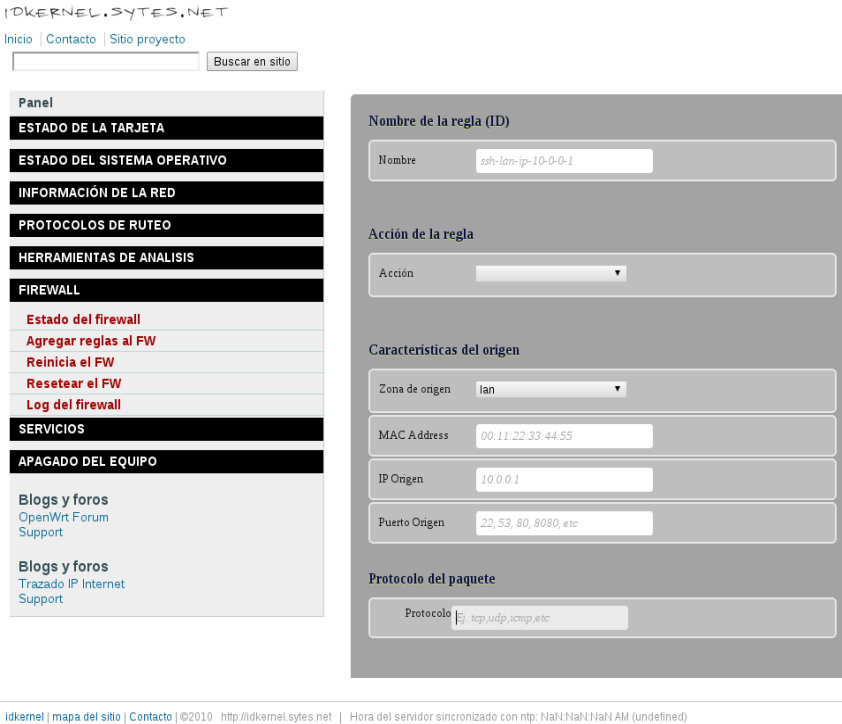 IDKERNEL.SYTES.NET
Inicio | Contacto | Sitio proyecto
Buscar en sitio
Panel
ESTADO DE LA TARJETA
ESTADO DEL SISTEMA OPERATIVO
INFORMACIÓN DE LA RED
PROTOCOLOS DE RUTEO
HERRAMIENTAS DE ANALISIS
FIREWALL
Estado del firewall
Agregar reglas al FW
Reinicia el FW
Resetear el FW
Log del firewall
SERVICIOS
APAGADO DEL EQUIPO
Blogs y foros
OpenWrt Forum
Support
Blogs y foros
Trazado IP Internet
Support
Nombre de la regla (ID)
Nombre ssh-lan-ip-10-0-0-1
Acción de la regla
Acción
Características del origen
Zona de origen lan
MAC Address 00:11:22:33:44:55
IP Origen 10.0.0.1
Puerto Origen 22, 53, 80, 8080, etc
Protocolo del paquete
Protocolo Ej. tcp,udp,icmp,etc
idkernel | mapa del sitio | Contacto | ©2010 http://idkernel.sytes.net | Hora del servidor sincronizado con ntp: NaN:NaN:NaN AM (undefined)